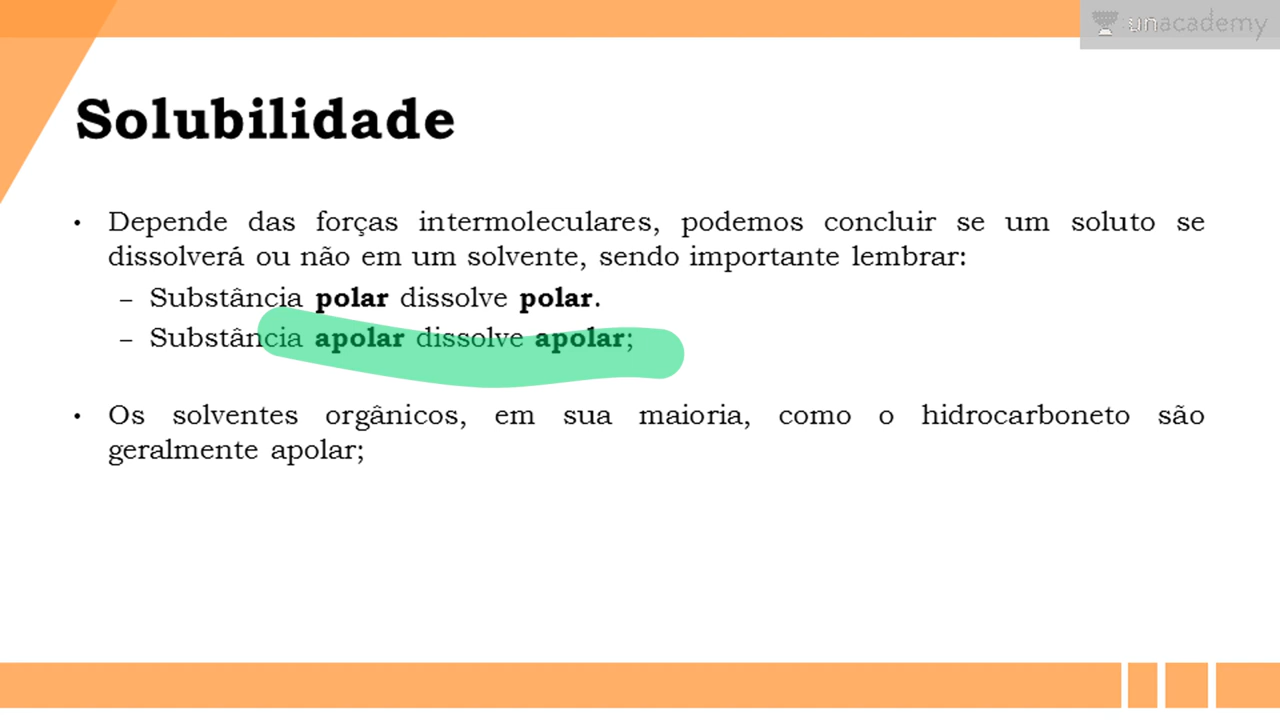 unacademy
Solubilidade
• Depende das forças intermoleculares, podemos concluir se um soluto se
dissolverá ou não em um solvente, sendo importante lembrar:
– Substância polar dissolve polar.
– Substância apolar dissolve apolar;
• Os solventes orgânicos, em sua maioria, como o hidrocarboneto são
geralmente apolar;